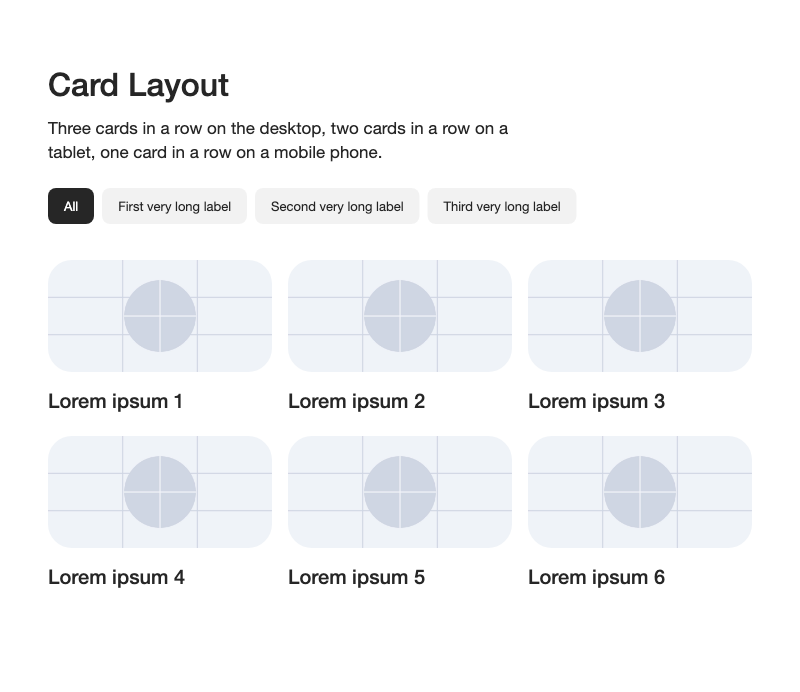 Card Layout
Three cards in a row on the desktop, two cards in a row on a
tablet, one card in a row on a mobile phone.
All
First very long label
Second very long label
Third very long label
Lorem ipsum 1
Lorem ipsum 2
Lorem ipsum 3
Lorem ipsum 4
Lorem ipsum 5
Lorem ipsum 6